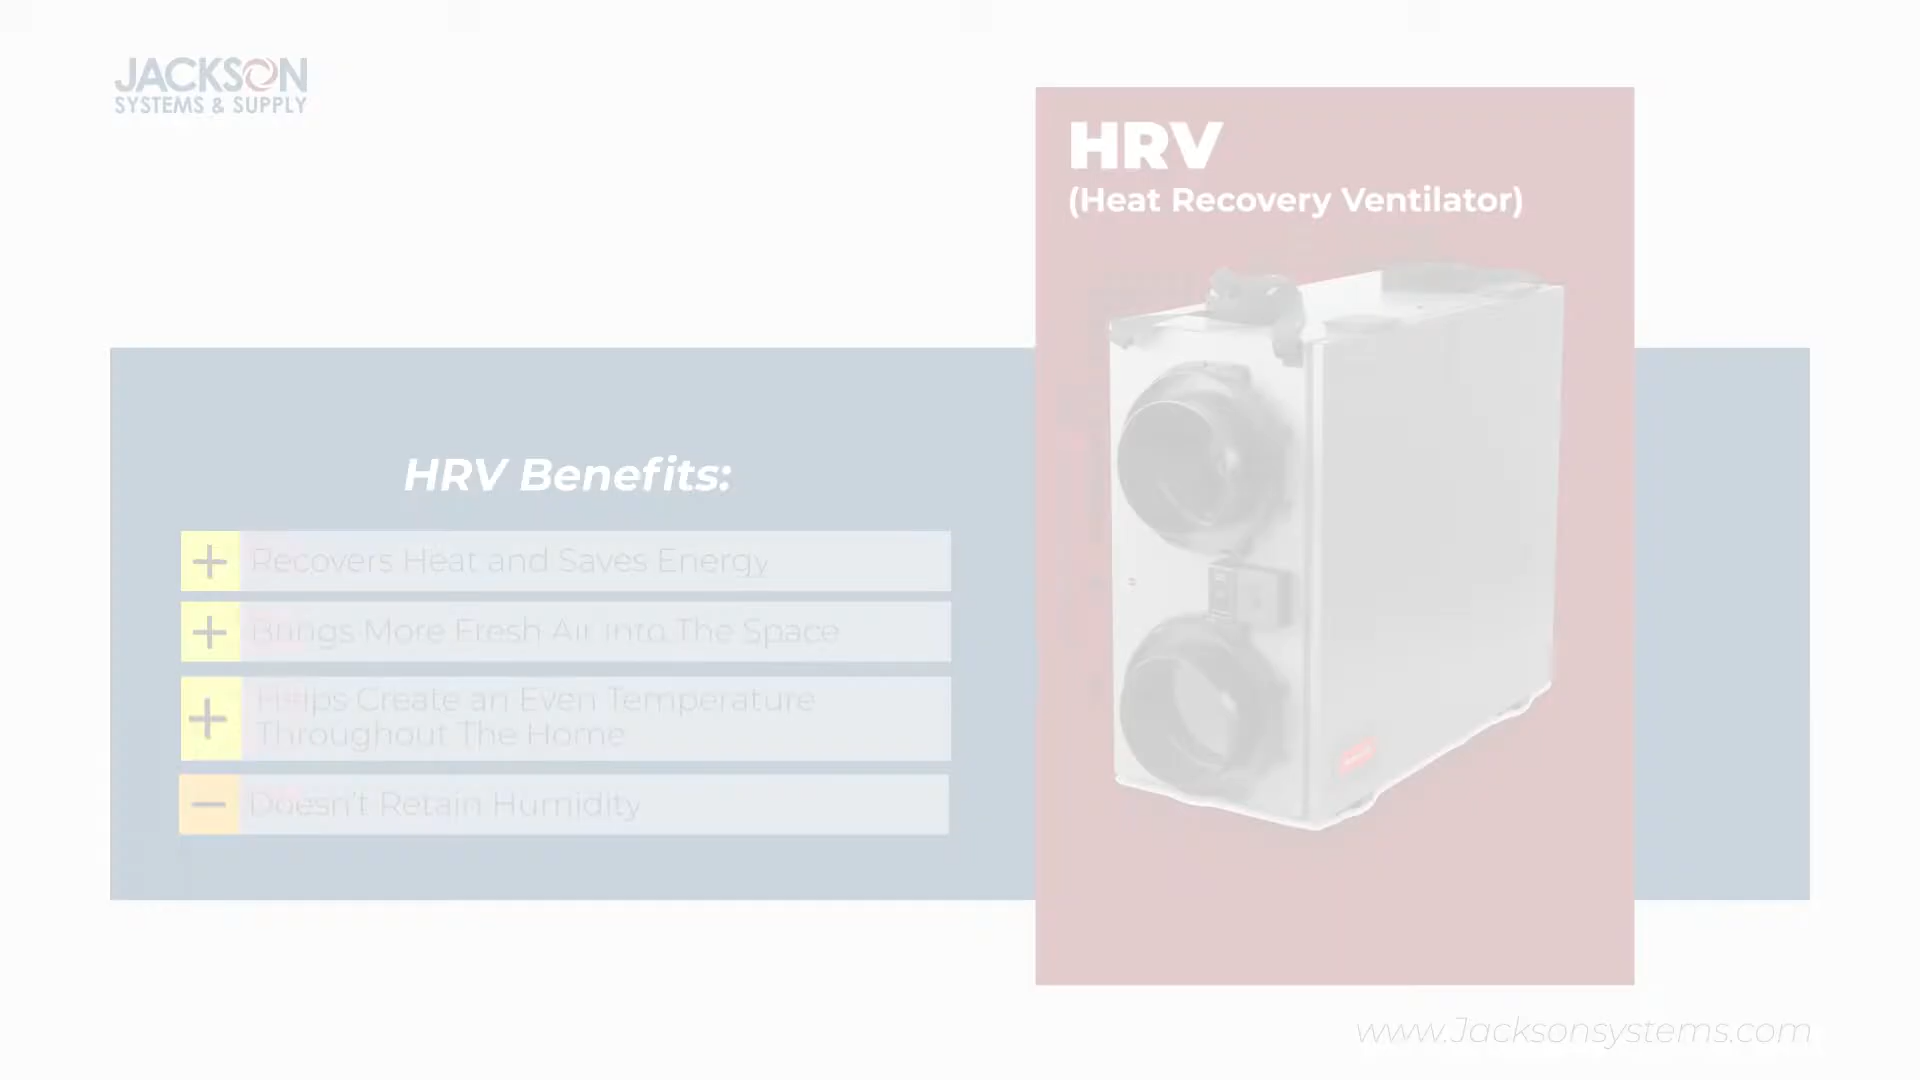 JACKSON
SYSTEMS & SUPPLY
HRV
(Heat Recovery Ventilator)
HRV Benefits:
+ Recovers Heat and Saves Energy
+ Brings More Fresh Air into The Space
+ Helps Create an Even Temperature
Throughout The Home
– Doesn't Retain Humidity
www.Jacksonsystems.com